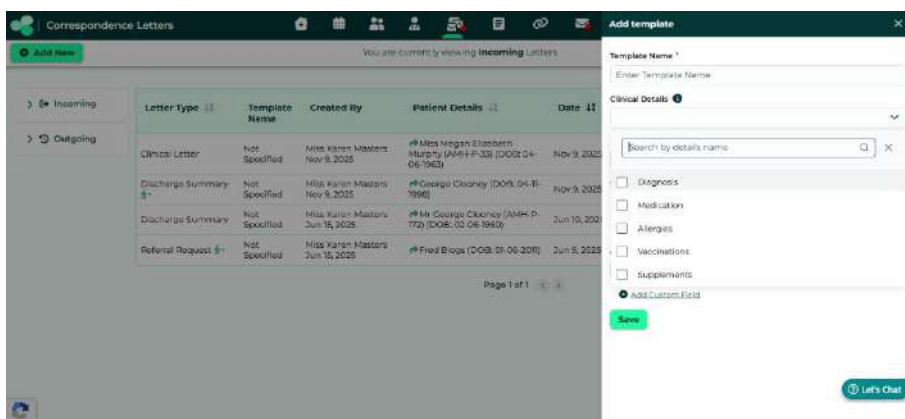 Correspondence Letters
Add New
You are currently viewing Incoming Letters
Incoming
Outgoing
Letter Type
Template Name
Created By
Patient Details
Date
Clinical Letter
Not Specified
Miss Karen Masters
Nov 9, 2025
Miss Megan Elizabeth
Murphy (AMH-P-33) (DOB: 04-
06-1963)
Nov 9, 2025
Discharge Summary
Not Specified
Miss Karen Masters
Nov 9, 2025
George Clooney (DOB: 04-11-
1998)
Nov 9, 2025
Discharge Summary
Not Specified
Miss Karen Masters
Jun 15, 2025
Mr George Clooney (AMH-P-
172) (DOB: 02-06-1960)
Jun 10, 202
Referral Request
Not Specified
Miss Karen Masters
Jun 15, 2025
Fred Blogs (DOB: 01-06-2011)
Jun 9, 2025
Page 1 of 1
Add template
Template Name *
Enter Template Name
Clinical Details
Search by details name
Diagnosis
Medication
Allergies
Vaccinations
Supplements
Add Custom Field
Save
Let's Chat